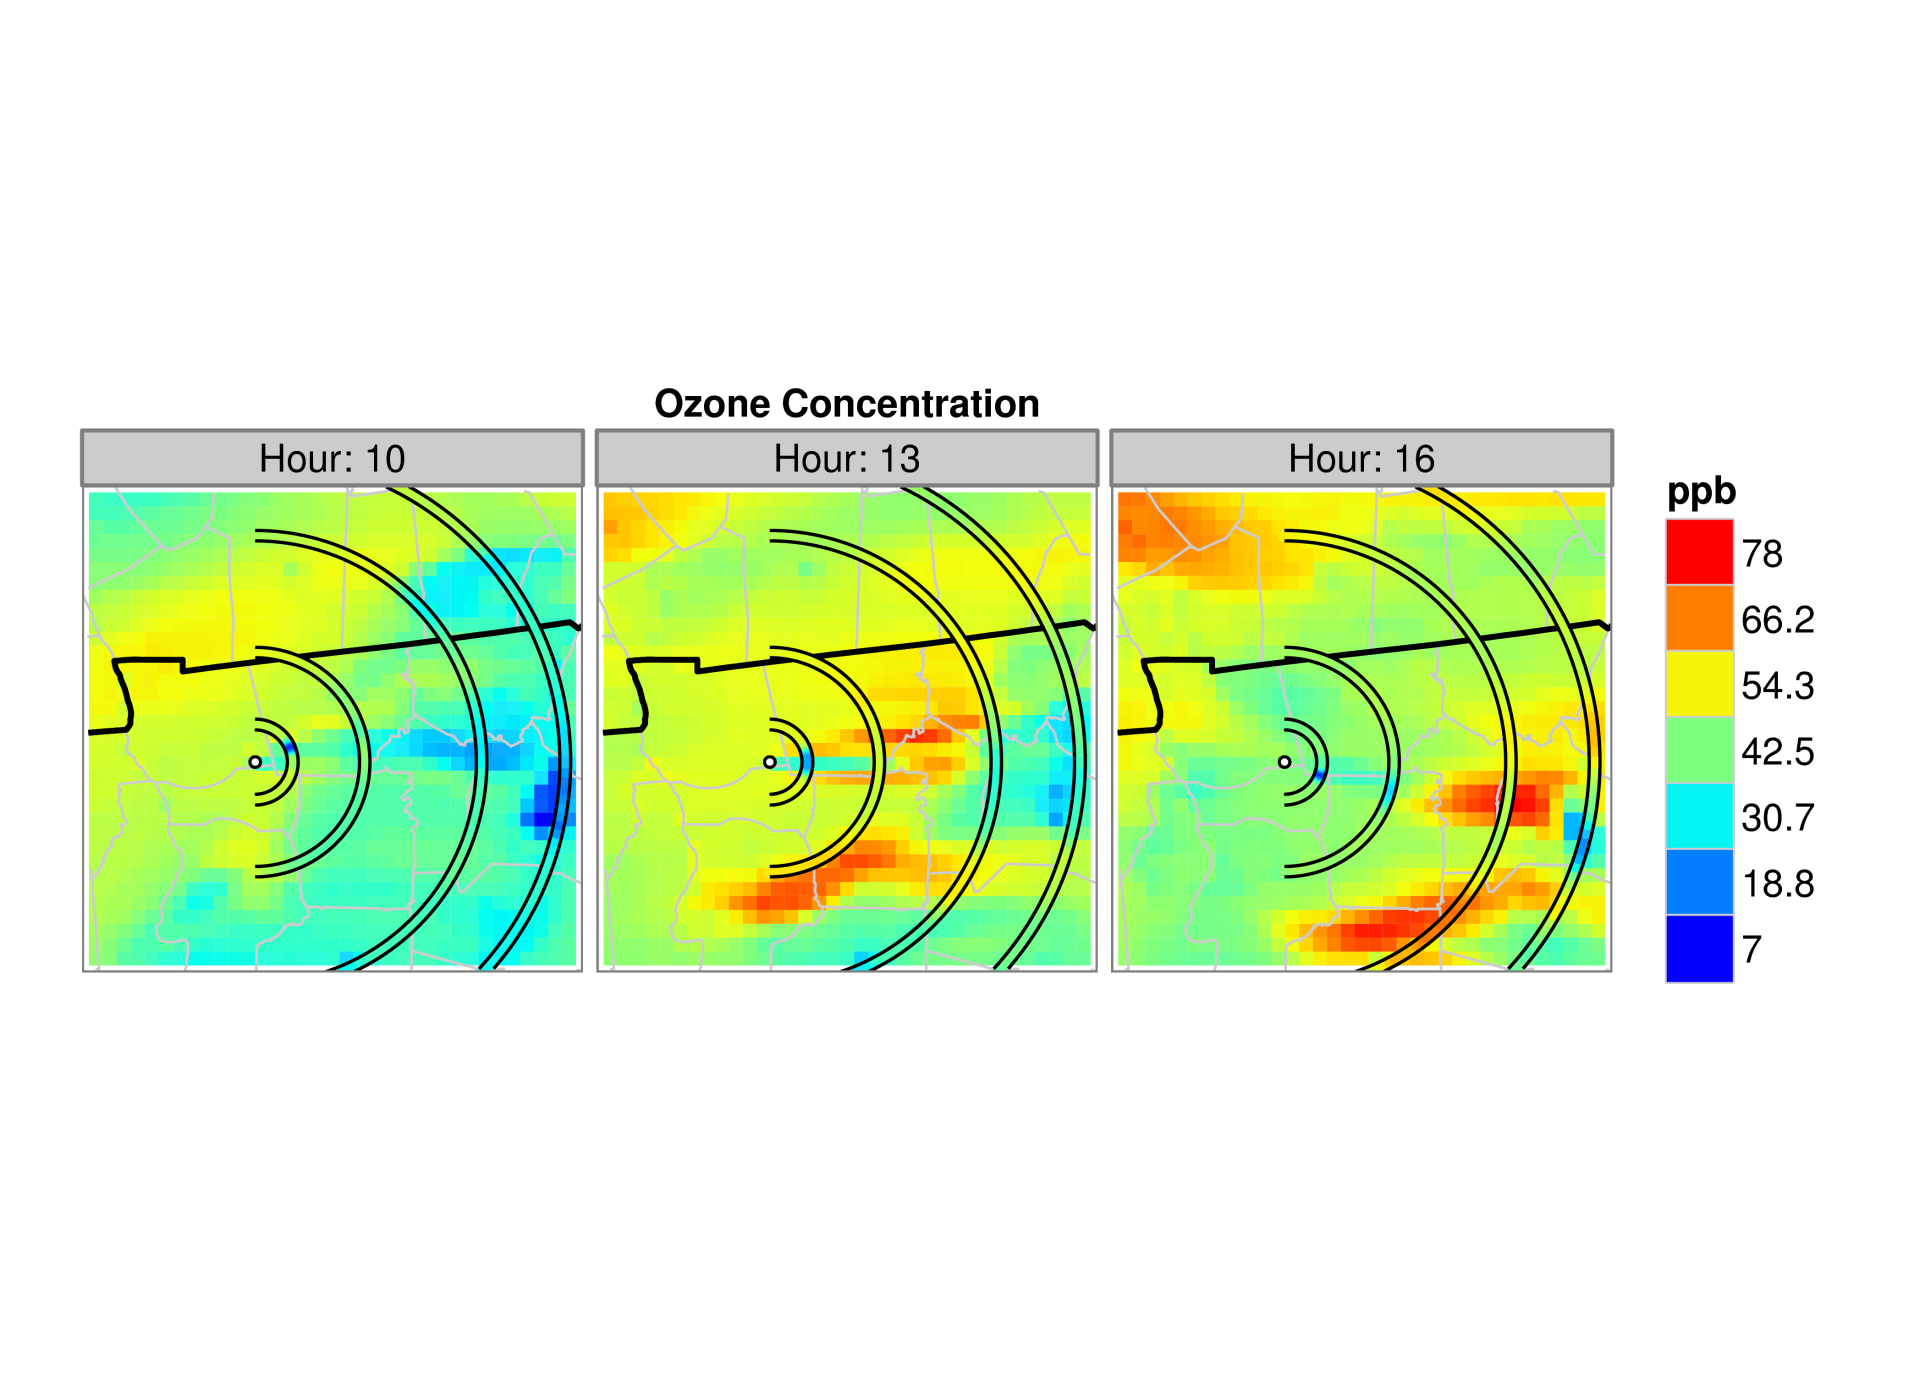 Ozone Concentration
Hour: 10
Hour: 13
Hour: 16
ppb
78
66.2
54.3
42.5
30.7
18.8
7